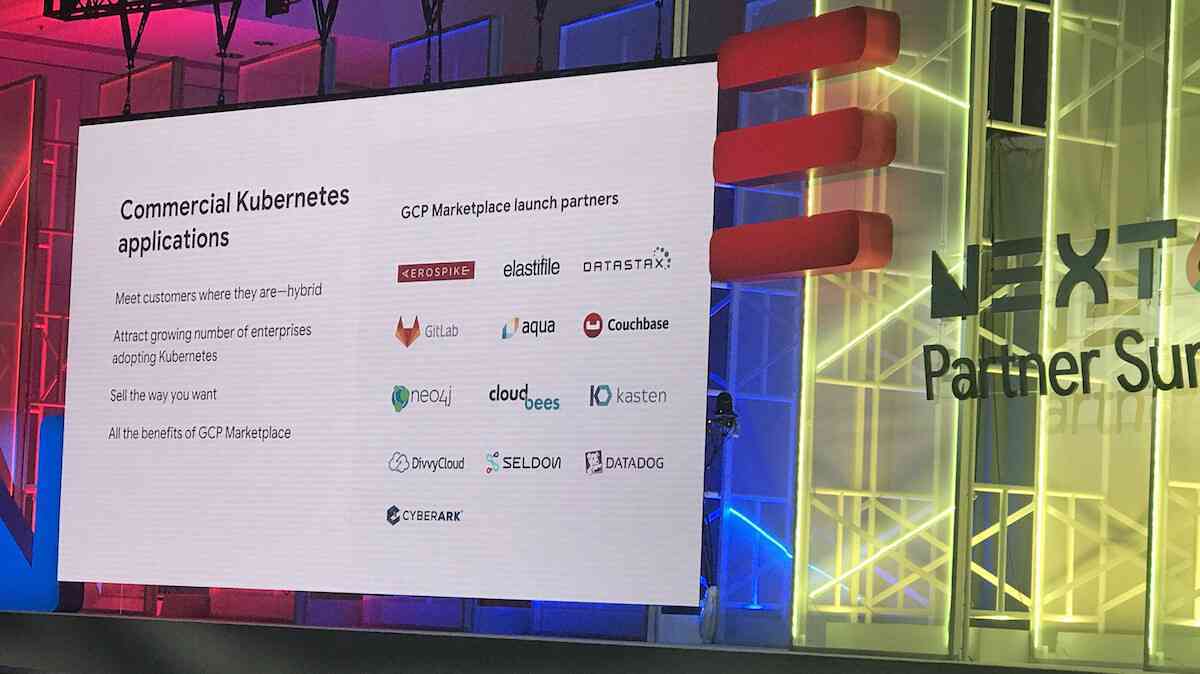 Commercial Kubernetes
applications
Meet customers where they are—hybrid
Attract growing number of enterprises
adopting Kubernetes
Sell the way you want
All the benefits of GCP Marketplace
GCP Marketplace launch partners
AEROSPIKE
elastifile
DATASTAX
GitLab
aqua
Couchbase
neo4j
cloud
bees
kasten
DivvyCloud
SELDON
DATADOG
CYBERARK
NEXT
Partner